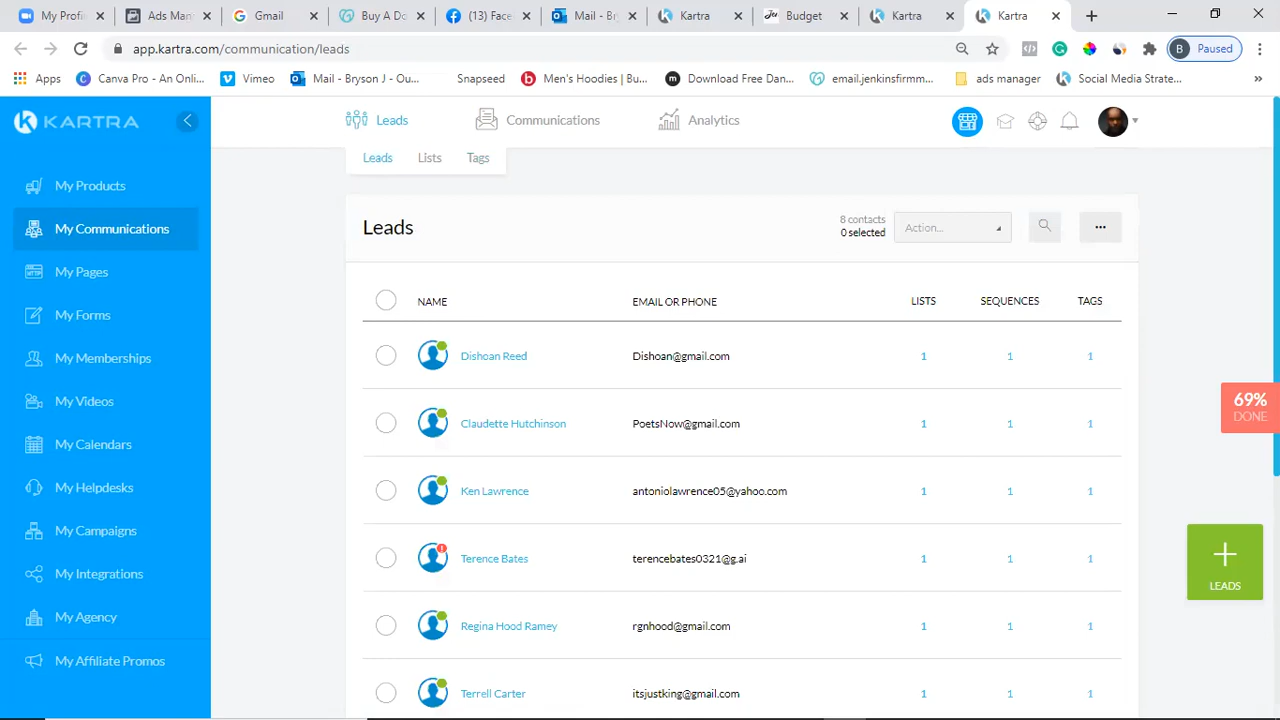 My Profi
Ads Man
Gmail
Buy A Do
(13) Face
Mail - Br
Kartra
Budget
Kartra
Kartra
app.kartra.com/communication/leads
B Paused
Apps
Canva Pro - An Onli...
Vimeo
Mail - Bryson J - Ou...
Snapseed
Men's Hoodies | Bu...
Download Free Dan...
email.jenkinsfirmm...
ads manager
Social Media Strate...
»
KARTRA
Leads
Communications
Analytics
Leads
Lists
Tags
My Products
My Communications
My Pages
My Forms
My Memberships
My Videos
My Calendars
My Helpdesks
My Campaigns
My Integrations
My Agency
My Affiliate Promos
Leads
8 contacts
0 selected
Action...
NAME EMAIL OR PHONE LISTS SEQUENCES TAGS
Dishoan Reed Dishoan@gmail.com 1 1 1
Claudette Hutchinson PoetsNow@gmail.com 1 1 1
Ken Lawrence antoniolawrence05@yahoo.com 1 1 1
Terence Bates terencebates0321@g.ai 1 1 1
Regina Hood Ramey rgnhood@gmail.com 1 1 1
Terrell Carter itsjustking@gmail.com 1 1 1
69%
DONE
LEADS